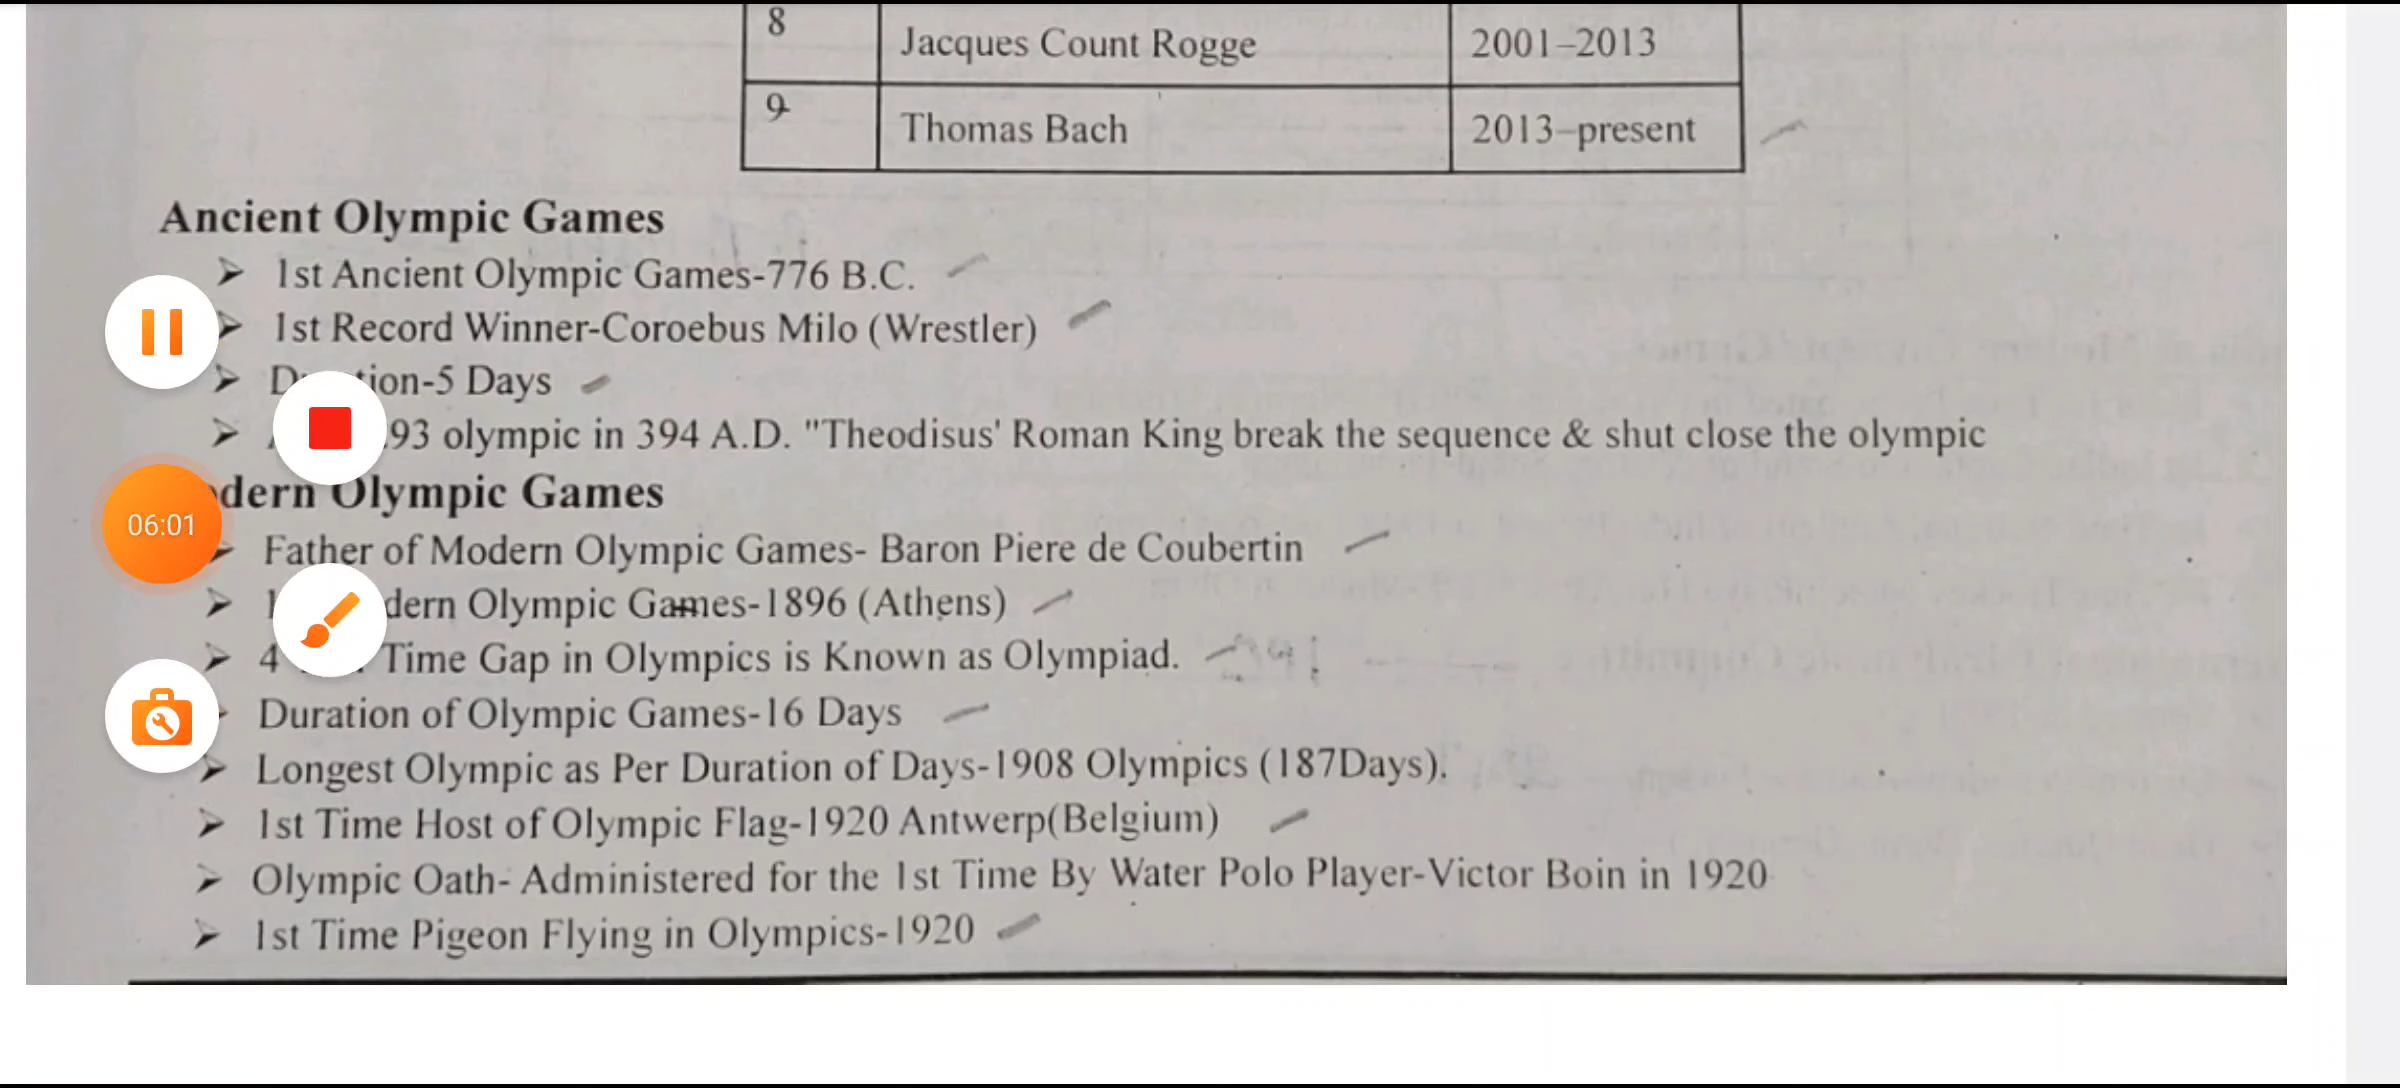 8 Jacques Count Rogge 2001–2013
9 Thomas Bach 2013–present
Ancient Olympic Games
➤ 1st Ancient Olympic Games-776 B.C.
➤ 1st Record Winner-Coroebus Milo (Wrestler)
➤ tion-5 Days
➤ 93 olympic in 394 A.D. "Theodisus' Roman King break the sequence & shut close the olympic
dern Olympic Games
06:01
Father of Modern Olympic Games- Baron Piere de Coubertin
➤ dern Olympic Games-1896 (Athens)
➤ 4 Time Gap in Olympics is Known as Olympiad.
Duration of Olympic Games-16 Days
➤ Longest Olympic as Per Duration of Days-1908 Olympics (187Days).
➤ 1st Time Host of Olympic Flag-1920 Antwerp(Belgium)
➤ Olympic Oath- Administered for the 1st Time By Water Polo Player-Victor Boin in 1920
➤ 1st Time Pigeon Flying in Olympics-1920